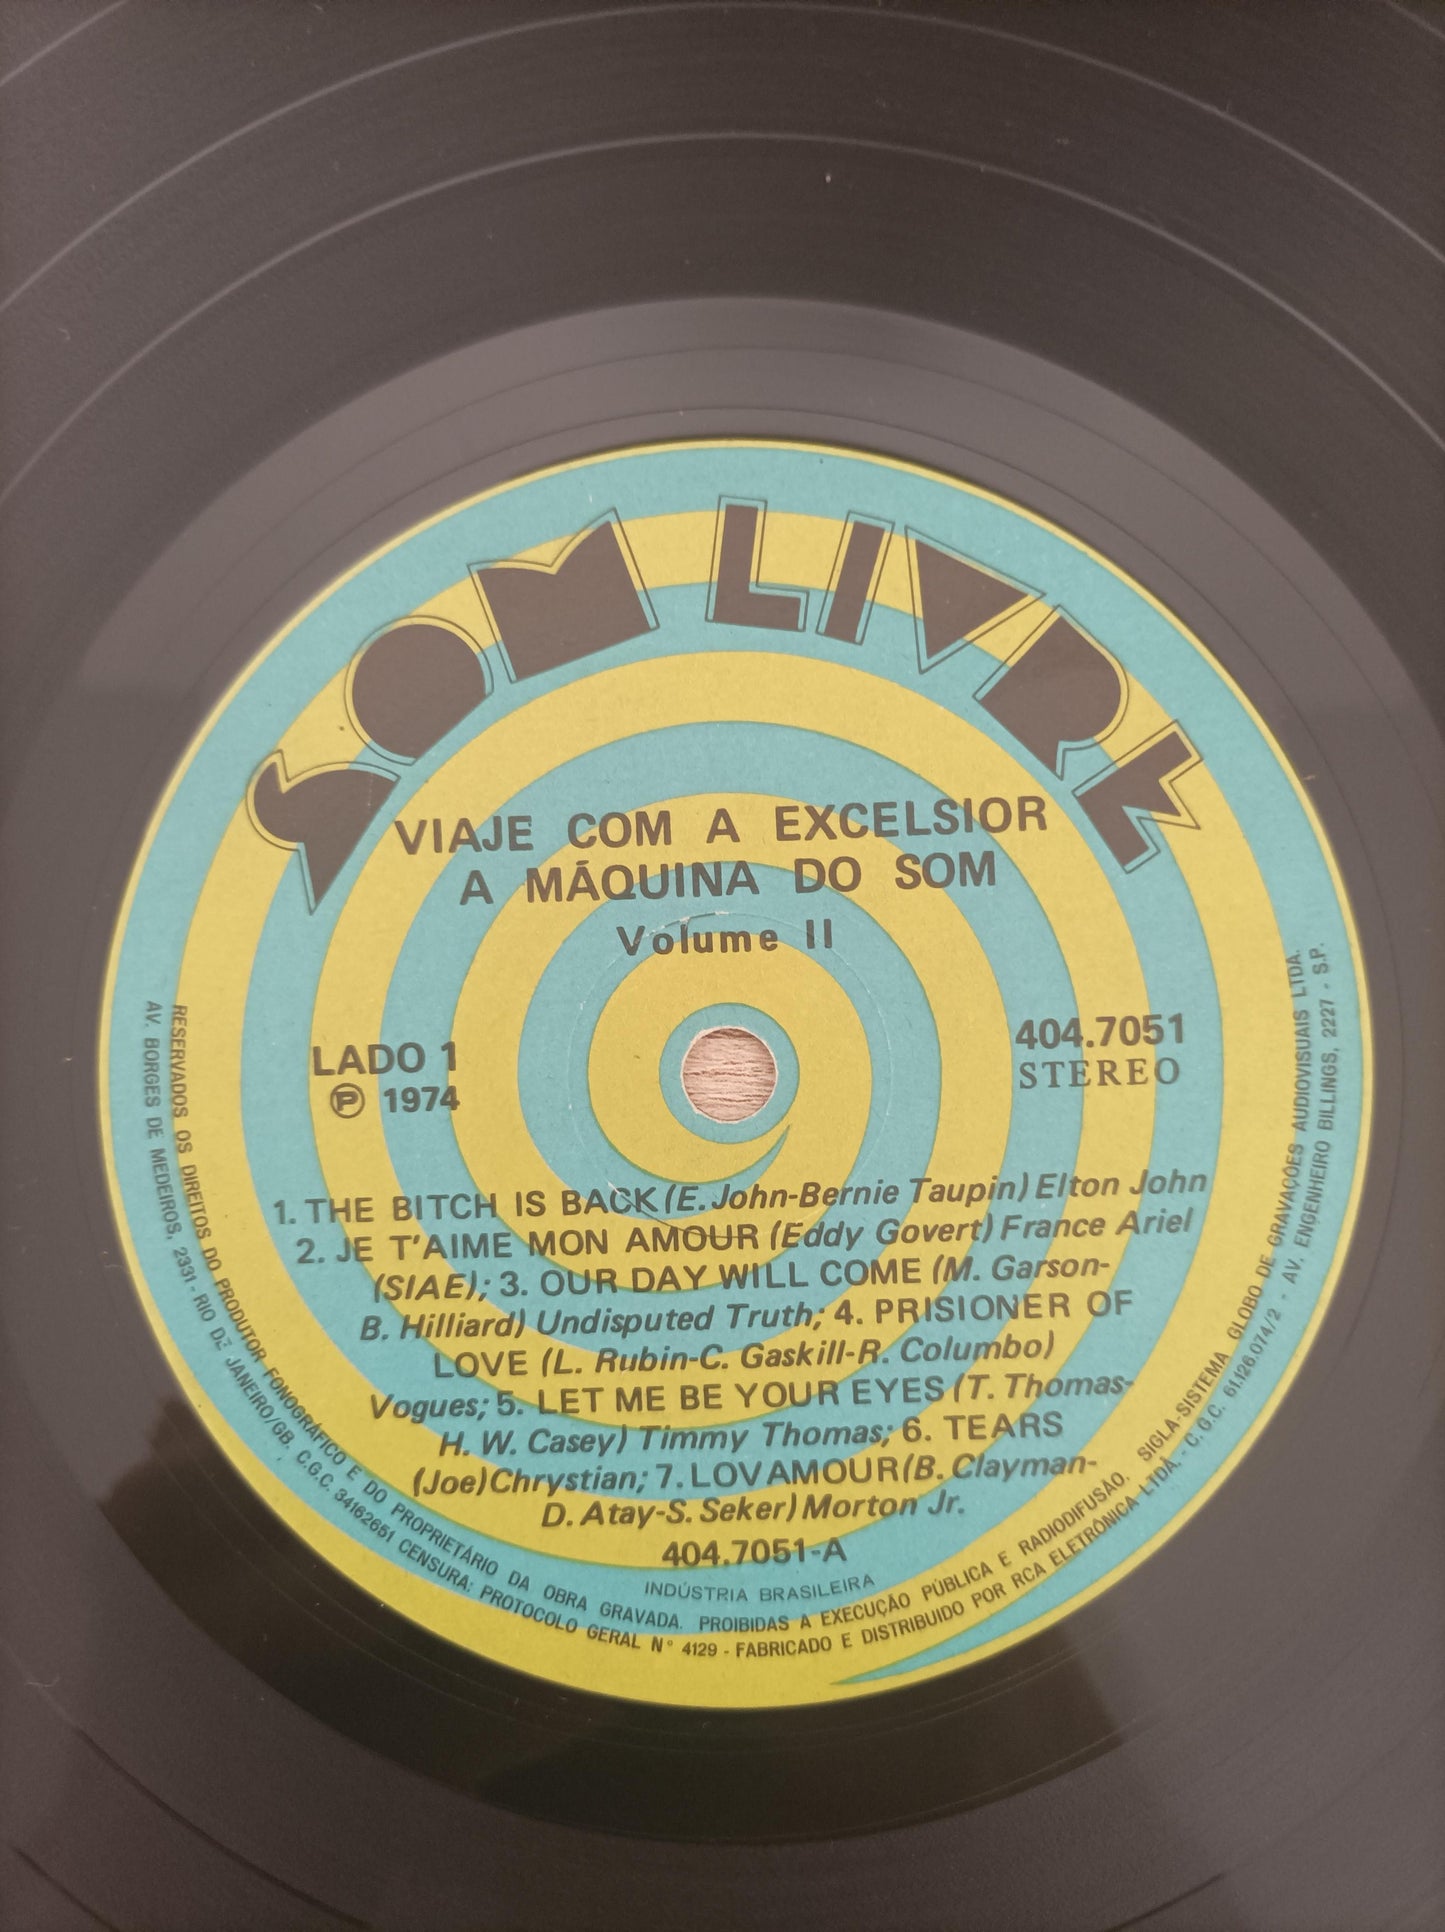 SOM LIVRE
VIAJE COM A EXCELSIOR
A MÁQUINA DO SOM
Volume II
LADO 1
Ⓟ 1974
404.7051
STEREO
1. THE BITCH IS BACK (E. John-Bernie Taupin) Elton John
2. JE T'AIME MON AMOUR (Eddy Govert) France Ariel
(SIAE); 3. OUR DAY WILL COME (M. Garson-
B. Hilliard) Undisputed Truth; 4. PRISIONER OF
LOVE (L. Rubin-C. Gaskill-R. Columbo)
Vogues; 5. LET ME BE YOUR EYES (T. Thomas-
H. W. Casey) Timmy Thomas; 6. TEARS
(Joe) Chrystian; 7. LOVAMOUR (B. Clayman-
D. Atay-S. Seker) Morton Jr.
404.7051-A
INDÚSTRIA BRASILEIRA
RESERVADOS OS DIREITOS DO PRODUTOR FONOGRÁFICO E DO PROPRIETÁRIO DA OBRA GRAVADA. PROIBIDAS A EXECUÇÃO PÚBLICA E RADIODIFUSÃO. SIGLA-SISTEMA GLOBO DE GRAVAÇÕES AUDIOVISUAIS LTDA.
AV. BORGES DE MEDEIROS, 2331 - RIO DE JANEIRO/GB. C.G.C. 34162651 CENSURA: PROTOCOLO GERAL N° 4129 - FABRICADO E DISTRIBUIDO POR RCA ELETRÔNICA LTDA. - C.G.C. 61.126.074/2 - AV. ENGENHEIRO BILLINGS, 2227 - S.P.